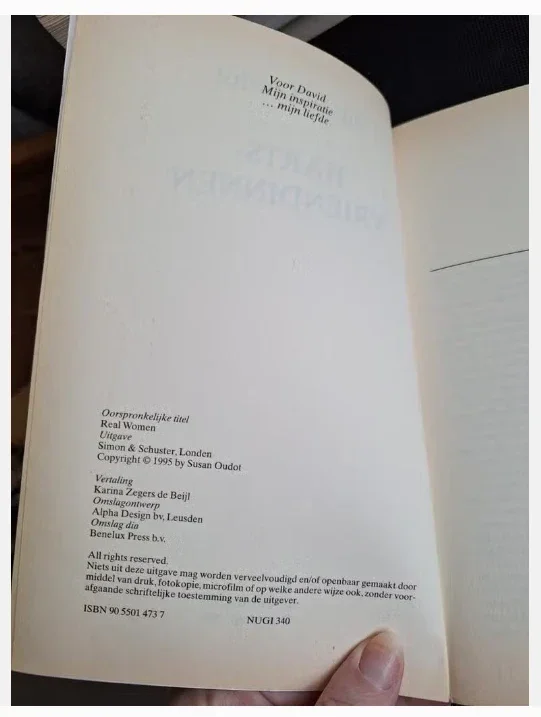 Voor David
Mijn inspiratie
... mijn liefde
Oorspronkelijke titel
Real Women
Uitgave
Simon & Schuster, Londen
Copyright © 1995 by Susan Oudot
Vertaling
Karina Zegers de Beijl
Omslagontwerp
Alpha Design bv, Leusden
Omslag dia
Benelux Press b.v.
All rights reserved.
Niets uit deze uitgave mag worden verveelvoudigd en/of openbaar gemaakt door
middel van druk, fotokopie, microfilm of op welke andere wijze ook, zonder voor-
afgaande schriftelijke toestemming van de uitgever.
ISBN 90 5501 473 7
NUGI 340